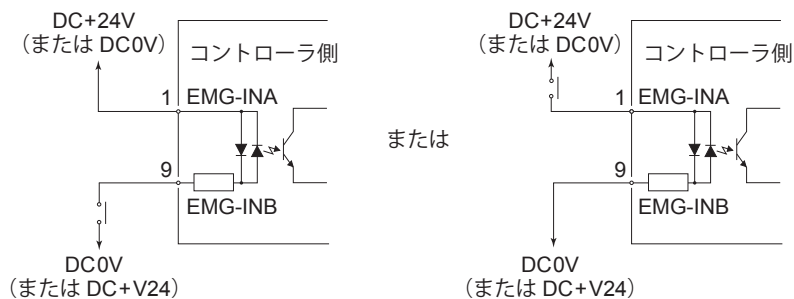 DC+24V
（または DC0V）
コントローラ側
1
EMG-INA
9
EMG-INB
DC0V
（または DC+V24）
または
DC+24V
（または DC0V）
コントローラ側
1
EMG-INA
9
EMG-INB
DC0V
（または DC+V24）